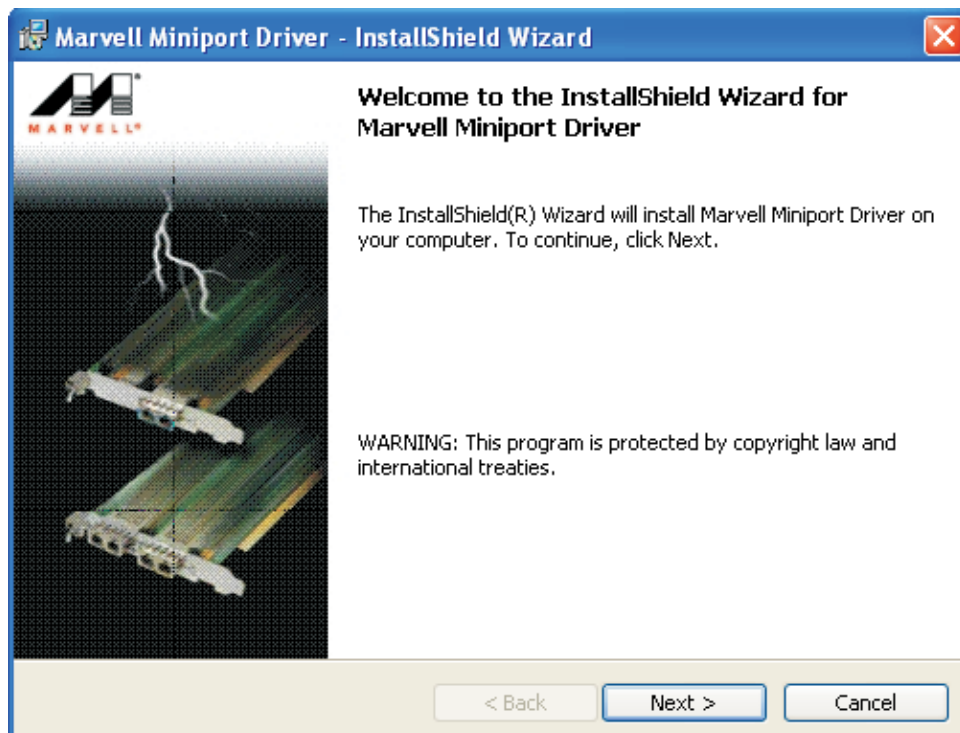 Marvell Miniport Driver - InstallShield Wizard
MARVELL®
Welcome to the InstallShield Wizard for
Marvell Miniport Driver
The InstallShield(R) Wizard will install Marvell Miniport Driver on
your computer. To continue, click Next.
WARNING: This program is protected by copyright law and
international treaties.
< Back
Next >
Cancel